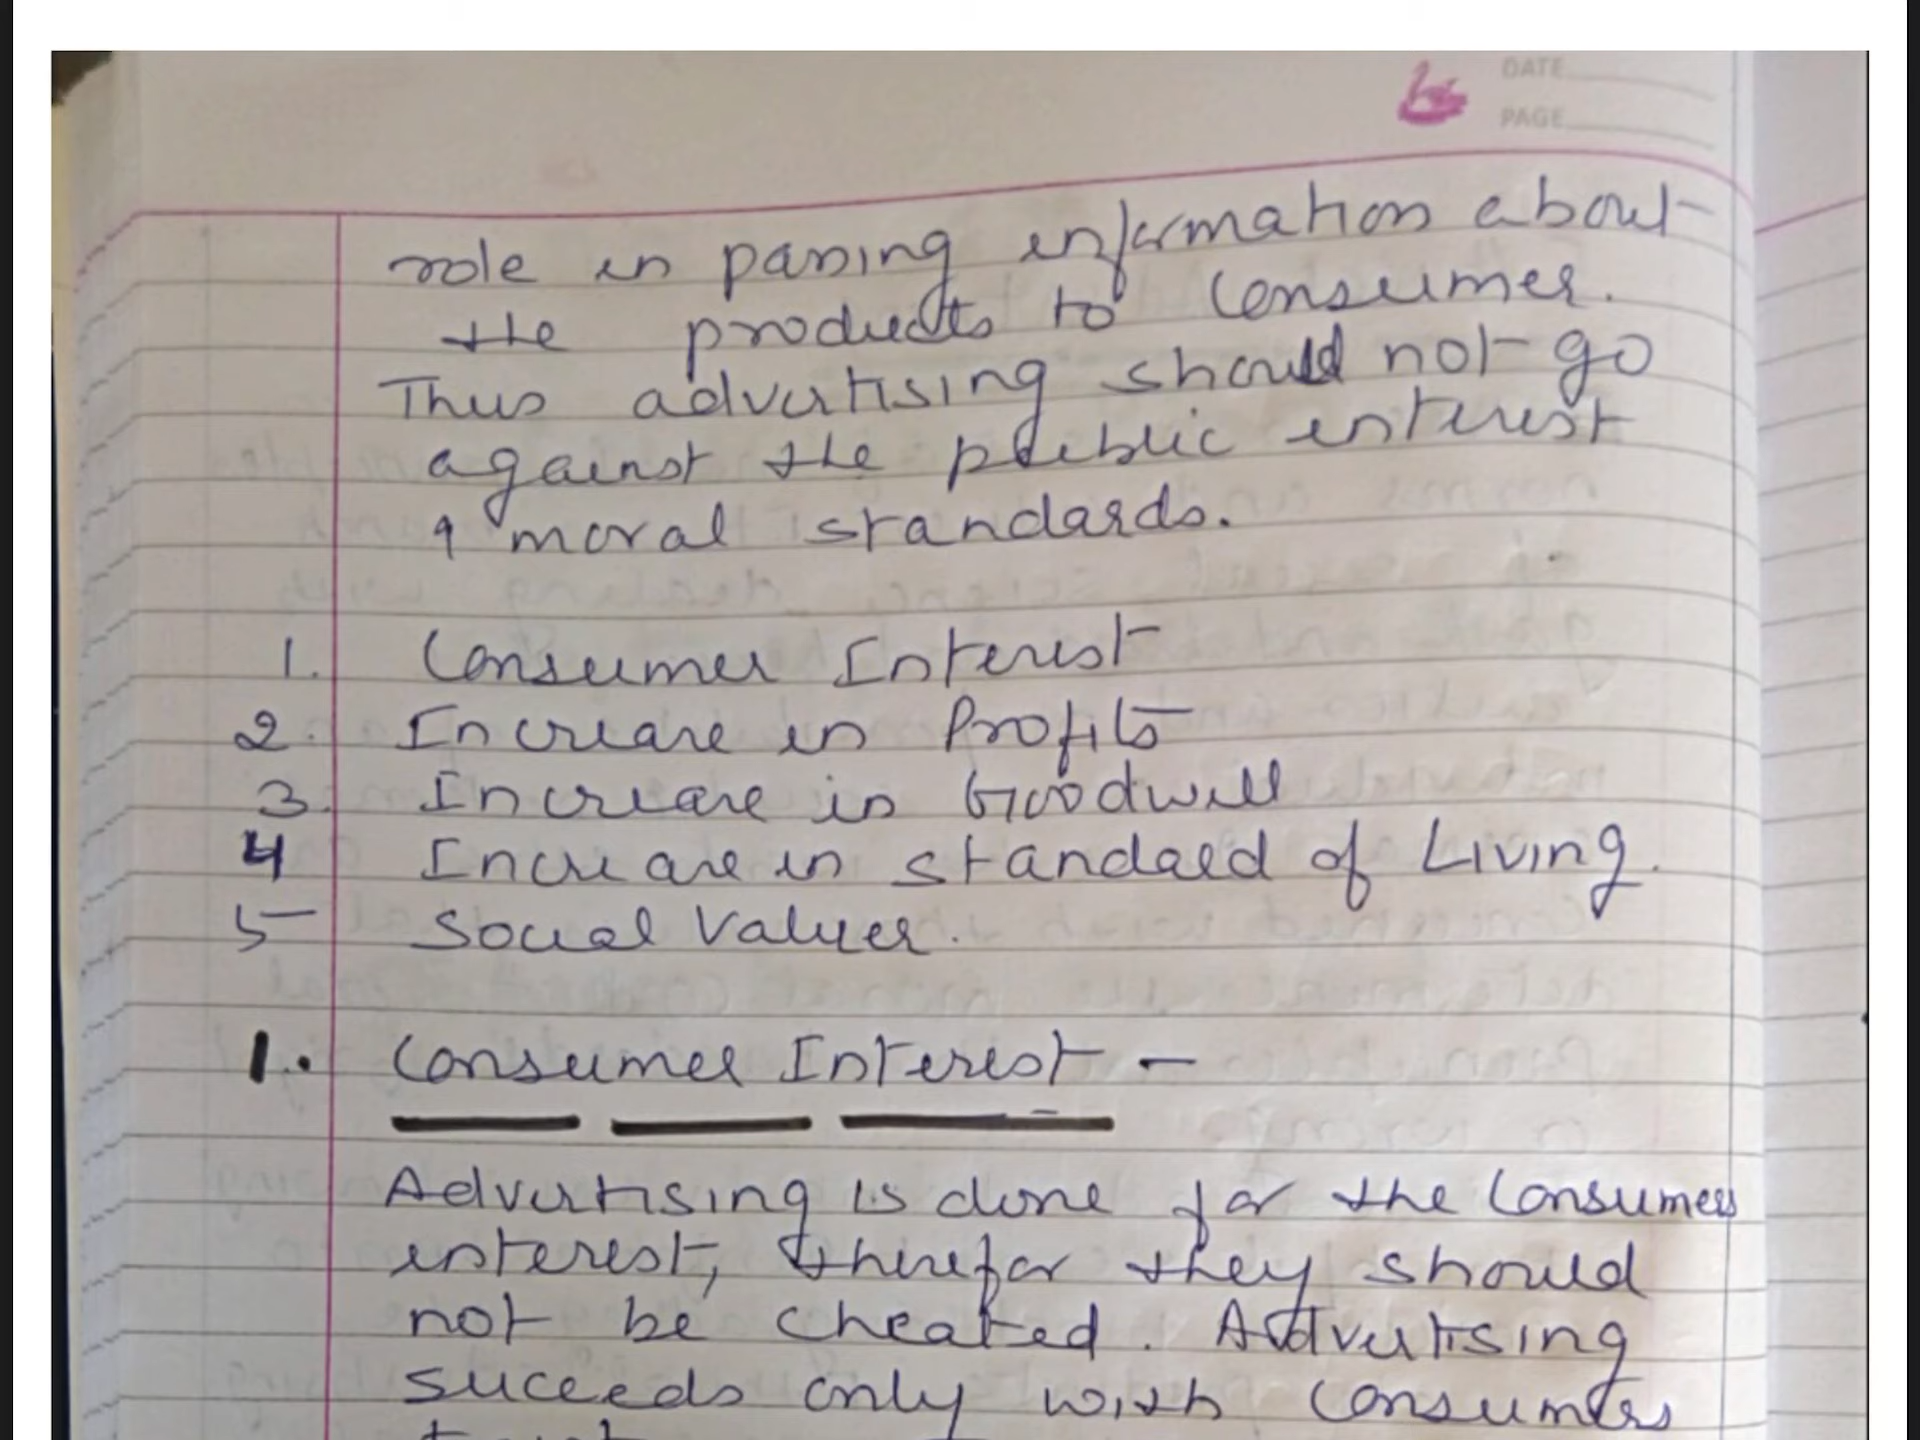 DATE
PAGE
role in passing information about
the products to Consumer.
Thus advertising should not go
against the public interest
& moral standards.
1. Consumer Interest
2. Increase in Profits
3. Increase in Goodwill
4 Increase in standard of Living.
5 Social Values.
1. Consumer Interest -
Advertising is done for the Consumers
interest, therefor they should
not be cheated. Advertising
suceeds only with Consumers